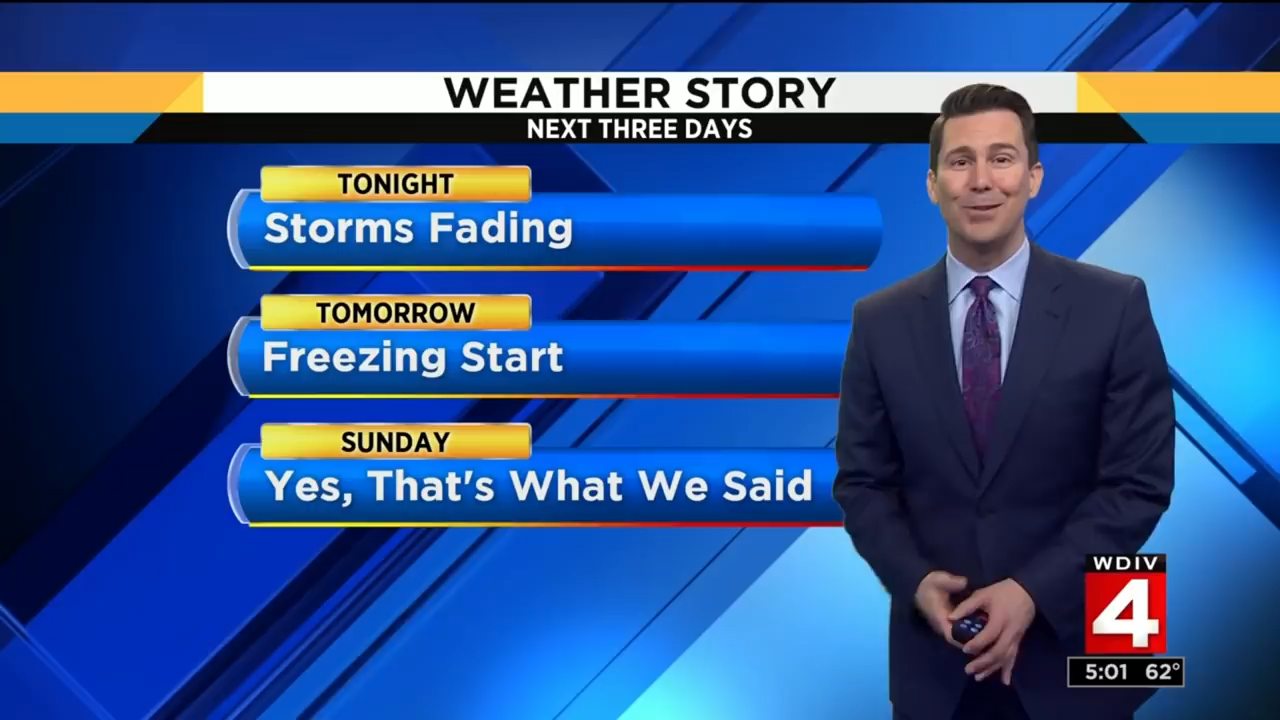 WEATHER STORY
NEXT THREE DAYS
TONIGHT
Storms Fading
TOMORROW
Freezing Start
SUNDAY
Yes, That's What We Said
WDIV
4
5:01 62°